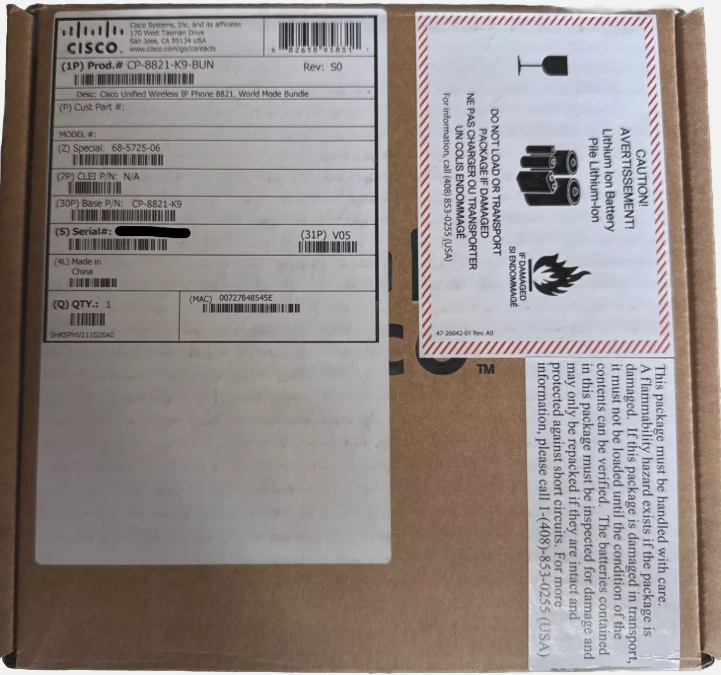 Cisco Systems, Inc. and its affiliates
170 West Tasman Drive
San Jose, CA 95134 USA
www.cisco.com/go/contacts
CISCO
(1P) Prod.# CP-8821-K9-BUN
Rev: S0
Desc: Cisco Unified Wireless IP Phone 8821, World Mode Bundle
(P) Cust Part #:
MODEL #:
(Z) Special: 68-5725-06
(7P) CLEI P/N: N/A
(30P) Base P/N: CP-8821-K9
(S) Serial#:
(31P) V05
(4L) Made in
China
(Q) QTY.: 1
(MAC) 00727848545E
CAUTION!
AVERTISSEMENT!
Lithium Ion Battery
Pile Lithium-Ion
DO NOT LOAD OR TRANSPORT
PACKAGE IF DAMAGED
NE PAS CHARGER OU TRANSPORTER
UN COLIS ENDOMMAGÉ
For information, call (408) 853-0255 (USA)
IF DAMAGED
SI ENDOMMAGÉ
47-26042-01 Rev. A0
TM
This package must be handled with care.
A flammability hazard exists if the package is
damaged. If this package is damaged in transport,
it must not be loaded until the condition of the
contents can be verified. The batteries contained
in this package must be inspected for damage and
may only be repacked if they are intact and
protected against short circuits. For more
information, please call 1-(408)-853-0255 (USA)